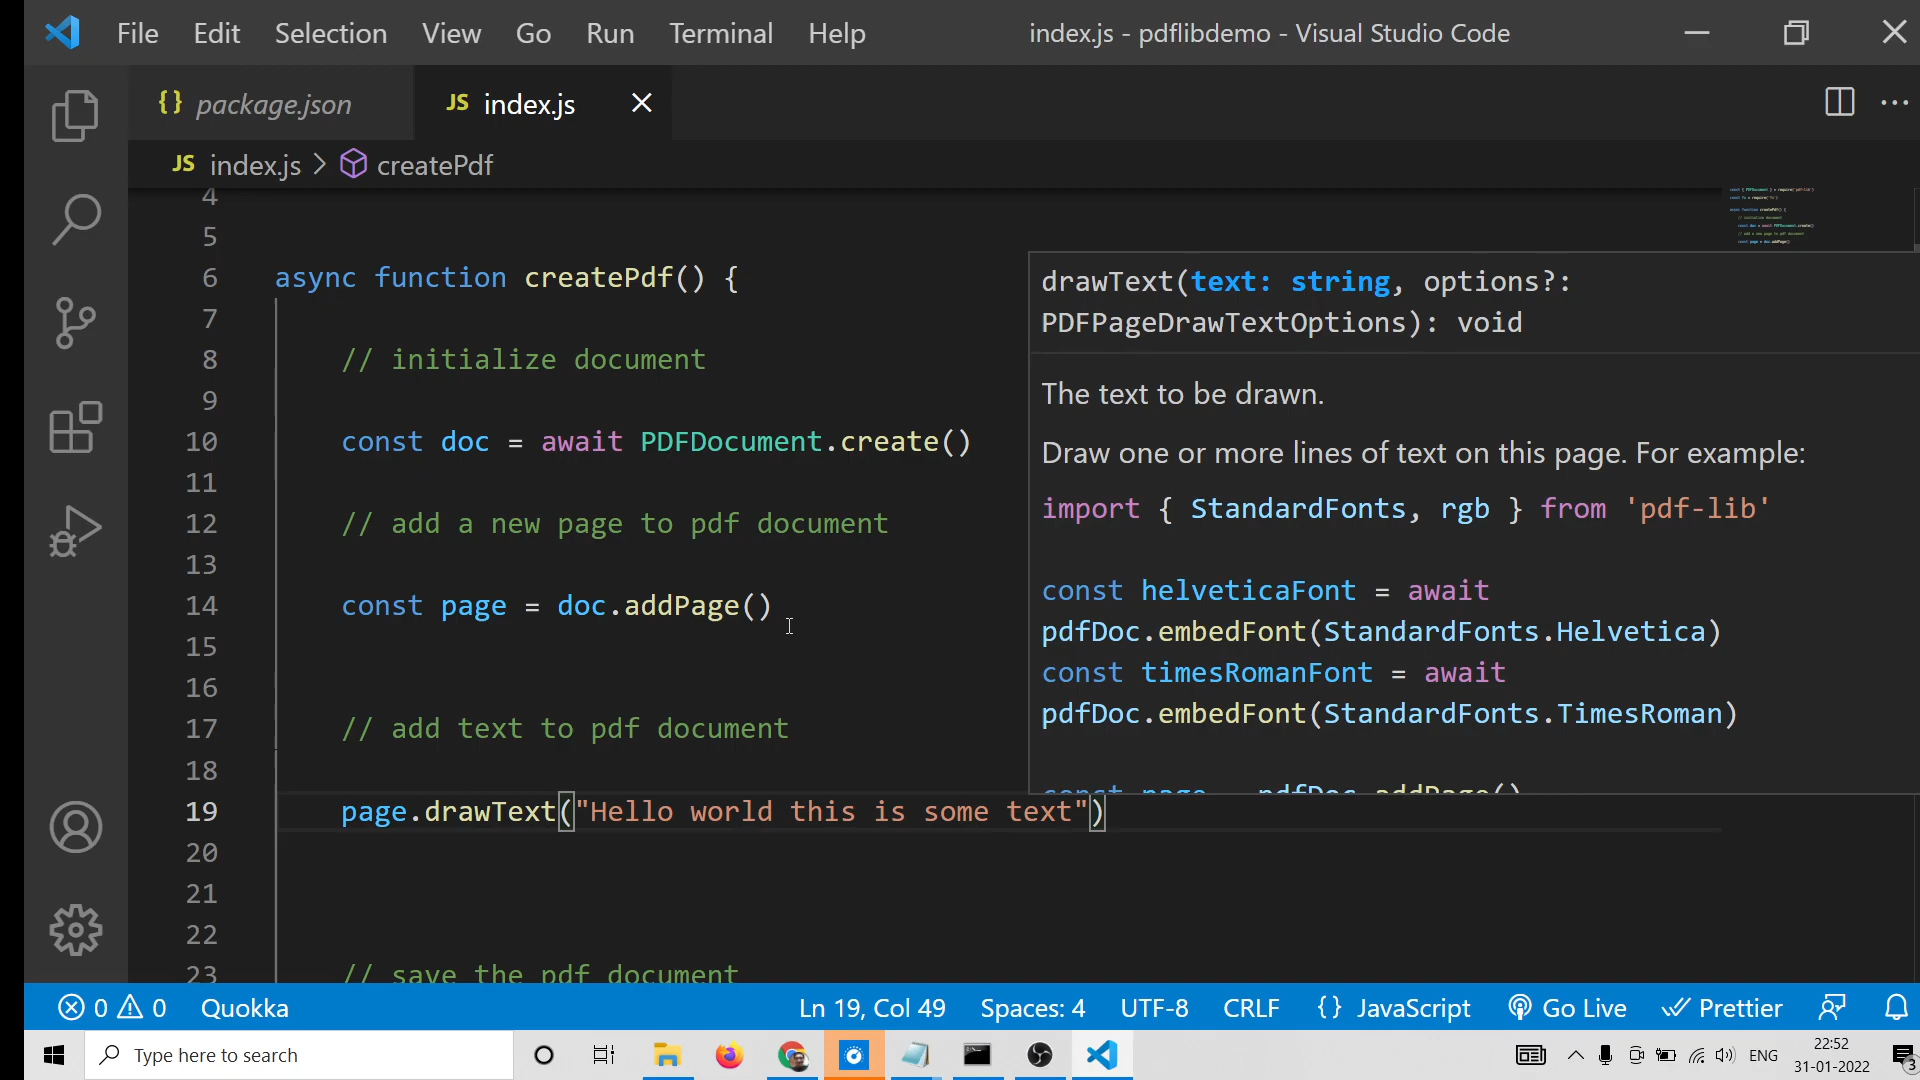 File Edit Selection View Go Run Terminal Help index.js - pdflibdemo - Visual Studio Code
{} package.json JS index.js
JS index.js > createPdf
4
5
6 async function createPdf() {
7
8 // initialize document
9
10 const doc = await PDFDocument.create()
11
12 // add a new page to pdf document
13
14 const page = doc.addPage()
15
16
17 // add text to pdf document
18
19 page.drawText("Hello world this is some text")
20
21
22
23 // save the pdf document
drawText(text: string, options?:
PDFPageDrawTextOptions): void
The text to be drawn.
Draw one or more lines of text on this page. For example:
import { StandardFonts, rgb } from 'pdf-lib'
const helveticaFont = await
pdfDoc.embedFont(StandardFonts.Helvetica)
const timesRomanFont = await
pdfDoc.embedFont(StandardFonts.TimesRoman)
const page = pdfDoc.addPage()
0 0 Quokka Ln 19, Col 49 Spaces: 4 UTF-8 CRLF {} JavaScript Go Live Prettier
Type here to search ENG 22:52
31-01-2022 3